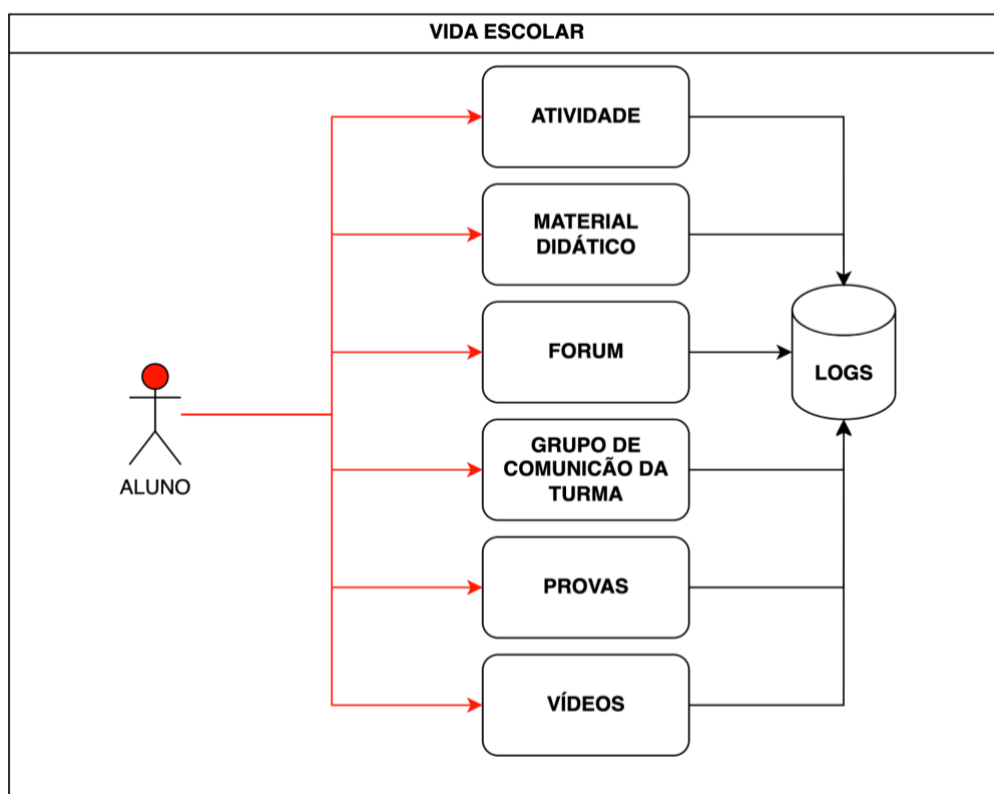 VIDA ESCOLAR
ATIVIDADE
MATERIAL
DIDÁTICO
FORUM
LOGS
ALUNO
GRUPO DE
COMUNICÃO DA
TURMA
PROVAS
VÍDEOS